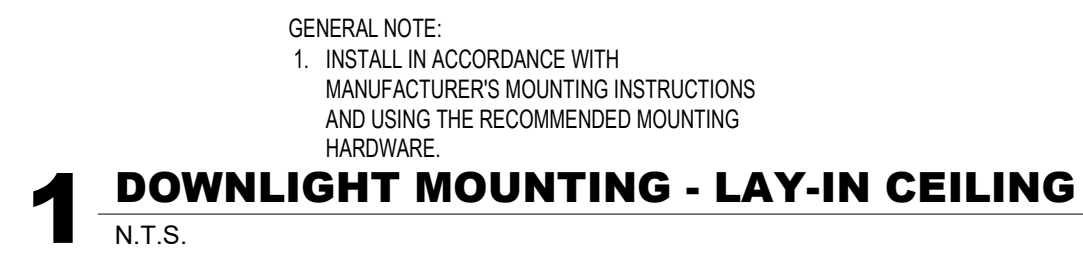 GENERAL NOTE:
1. INSTALL IN ACCORDANCE WITH
MANUFACTURER'S MOUNTING INSTRUCTIONS
AND USING THE RECOMMENDED MOUNTING
HARDWARE.
1 DOWNLIGHT MOUNTING - LAY-IN CEILING
N.T.S.